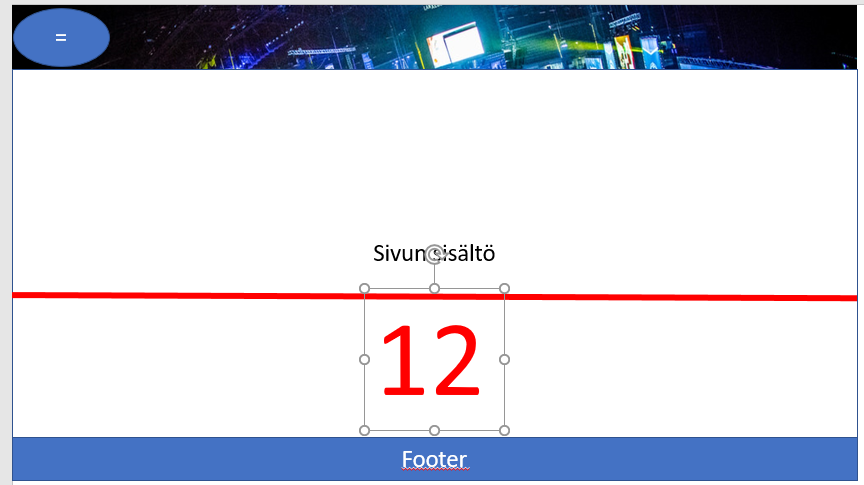 =
Sivun sisältö
12
Footer